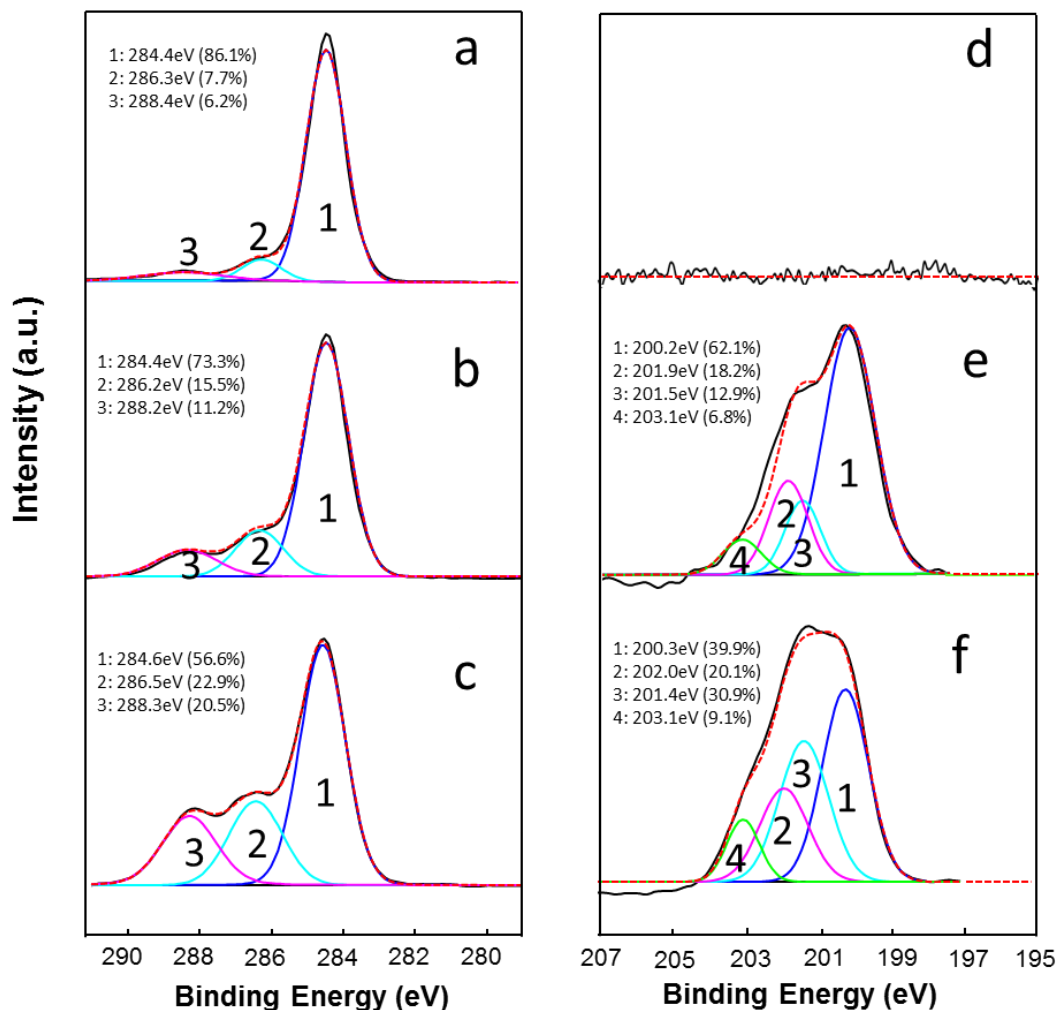 Intensity (a.u.)
a
1: 284.4eV (86.1%)
2: 286.3eV (7.7%)
3: 288.4eV (6.2%)
3
2
1
b
1: 284.4eV (73.3%)
2: 286.2eV (15.5%)
3: 288.2eV (11.2%)
3
2
1
c
1: 284.6eV (56.6%)
2: 286.5eV (22.9%)
3: 288.3eV (20.5%)
3
2
1
290 288 286 284 282 280
Binding Energy (eV)
d
e
1: 200.2eV (62.1%)
2: 201.9eV (18.2%)
3: 201.5eV (12.9%)
4: 203.1eV (6.8%)
1
2
3
4
f
1: 200.3eV (39.9%)
2: 202.0eV (20.1%)
3: 201.4eV (30.9%)
4: 203.1eV (9.1%)
3
1
2
4
207 205 203 201 199 197 195
Binding Energy (eV)